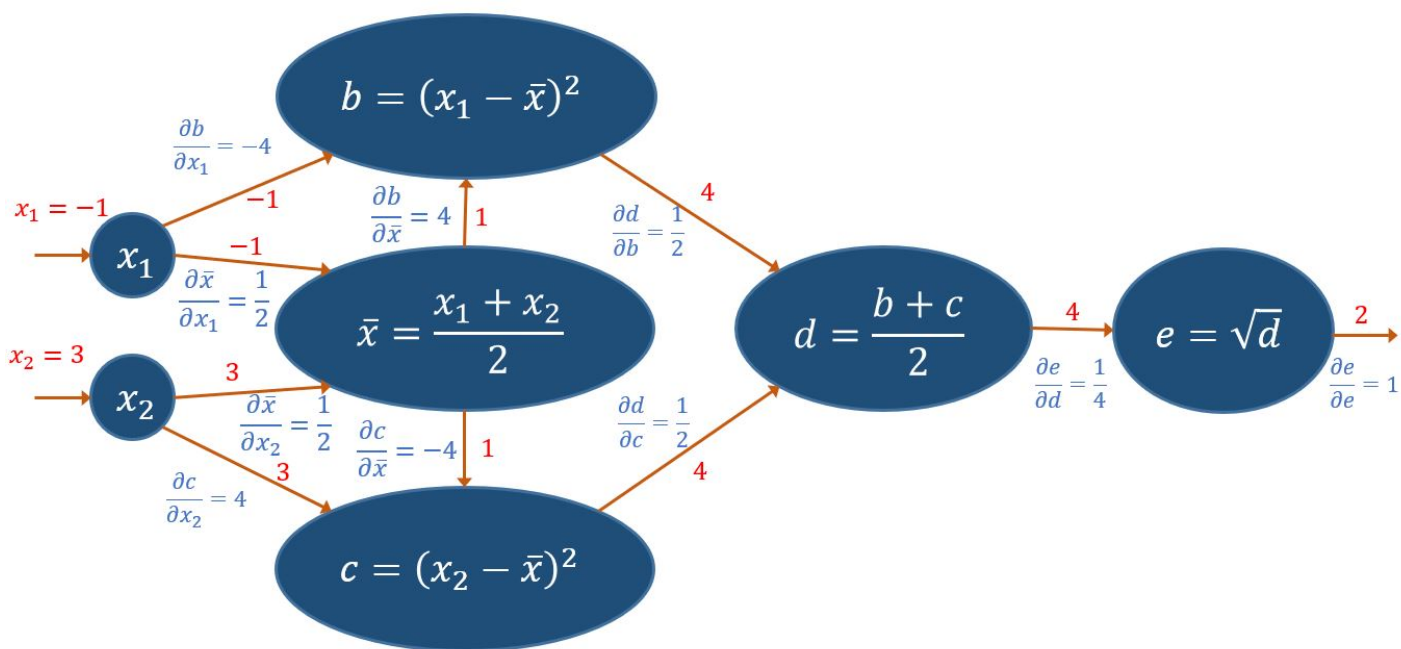 b = (x₁ − x̄)²
∂b/∂x₁ = −4
−1
∂b/∂x̄ = 4
1
4
∂d/∂b = 1/2
x₁ = −1
x₁
−1
∂x̄/∂x₁ = 1/2
x̄ = (x₁ + x₂)/2
d = (b + c)/2
4
∂e/∂d = 1/4
e = √d
2
∂e/∂e = 1
x₂ = 3
x₂
3
∂x̄/∂x₂ = 1/2
∂c/∂x̄ = −4
1
∂d/∂c = 1/2
4
3
∂c/∂x₂ = 4
c = (x₂ − x̄)²